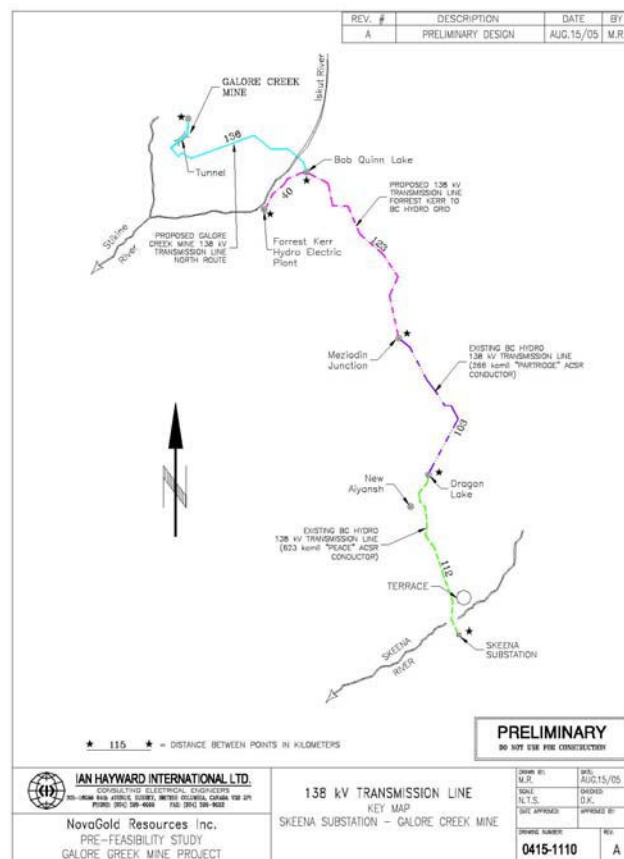 REV. # DESCRIPTION DATE BY
A PRELIMINARY DESIGN AUG.15/05 M.R.
GALORE CREEK
MINE
Iskut River
136
Tunnel
Bob Quinn Lake
40
PROPOSED 138 kV
TRANSMISSION LINE
FORREST KERR TO
BC HYDRO GRID
PROPOSED GALORE
CREEK MINE 138 kV
TRANSMISSION LINE
NORTH ROUTE
Stikine
River
Forrest Kerr
Hydro Electric
Plant
125
Meziadin
Junction
EXISTING BC HYDRO
138 kV TRANSMISSION LINE
(266 kcmil "PARTRIDGE" ACSR
CONDUCTOR)
103
New
Aiyansh
Dragon
Lake
EXISTING BC HYDRO
138 kV TRANSMISSION LINE
(623 kcmil "PEACE" ACSR
CONDUCTOR)
112
TERRACE
SKEENA
SUBSTATION
SKEENA
RIVER
★ 115 ★ = DISTANCE BETWEEN POINTS IN KILOMETERS
PRELIMINARY
DO NOT USE FOR CONSTRUCTION
IAN HAYWARD INTERNATIONAL LTD.
CONSULTING ELECTRICAL ENGINEERS
NovaGold Resources Inc.
PRE-FEASIBILITY STUDY
GALORE GREEK MINE PROJECT
138 kV TRANSMISSION LINE
KEY MAP
SKEENA SUBSTATION - GALORE CREEK MINE
DRAWN BY: DATE:
M.R. AUG.15/05
SCALE CHECKED:
N.T.S. O.K.
DATE APPROVED: APPROVED BY:
DRAWING NUMBER: REV.
0415-1110 A